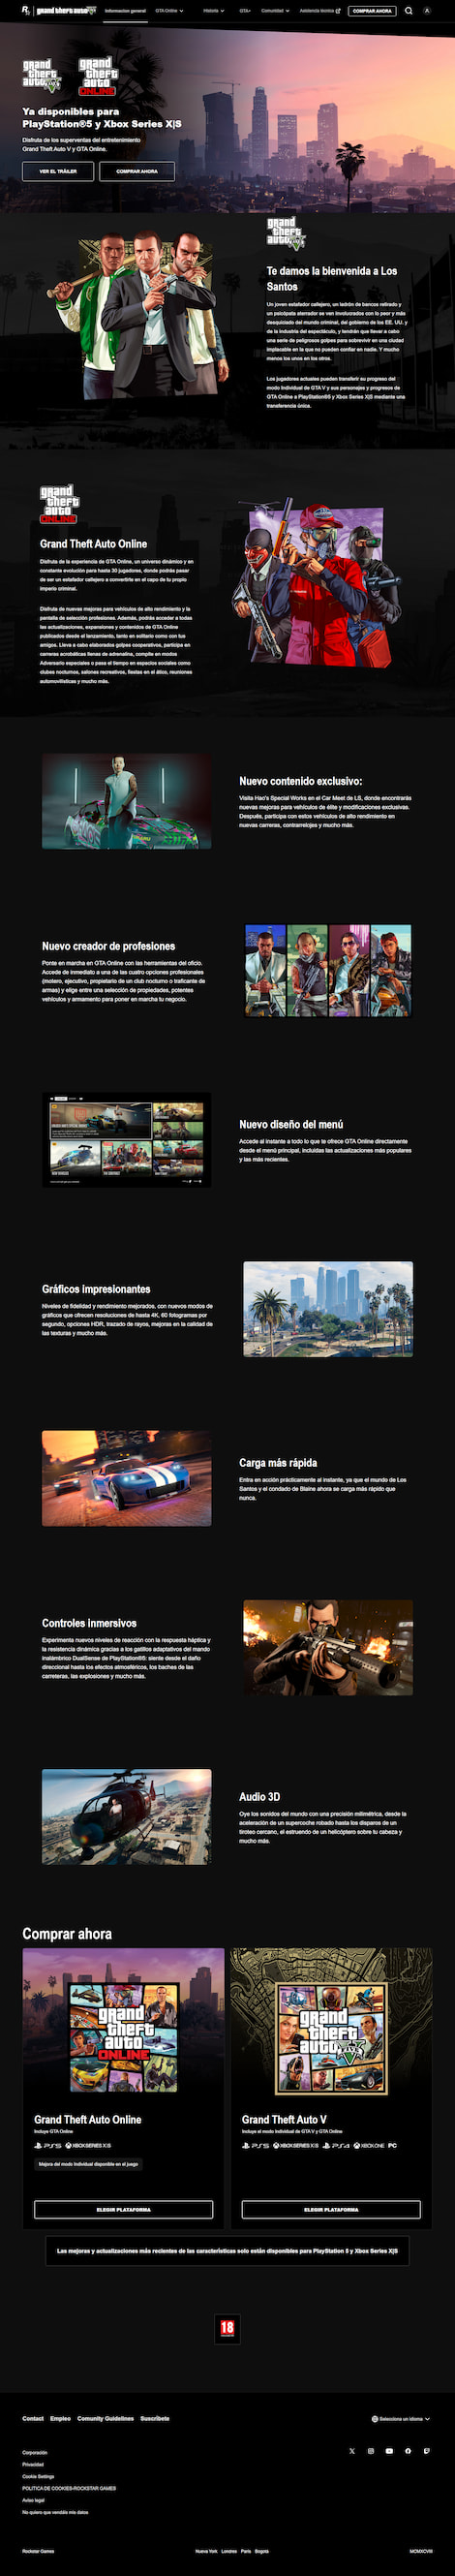 grand theft auto
Información general
GTA Online
Historia
GTA+
Comunidad
Asistencia técnica
COMPRAR AHORA
grand theft auto V
grand theft auto ONLINE
Ya disponibles para
PlayStation®5 y Xbox Series X|S
Disfruta de los superventas del entretenimiento
Grand Theft Auto V y GTA Online.
VER EL TRÁILER
COMPRAR AHORA
grand theft auto V
Te damos la bienvenida a Los
Santos
Un joven estafador callejero, un ladrón de bancos retirado y
un psicópata aterrador se ven involucrados con lo peor y más
desquiciado del mundo criminal, del gobierno de los EE. UU. y
de la industria del espectáculo, y tendrán que llevar a cabo
una serie de peligrosos golpes para sobrevivir en una ciudad
implacable en la que no pueden confiar en nadie. Y mucho
menos los unos en los otros.
Los jugadores actuales pueden transferir su progreso del
modo Individual de GTA V y sus personajes y progresos de
GTA Online a PlayStation®5 y Xbox Series X|S mediante una
transferencia única.
grand theft auto ONLINE
Grand Theft Auto Online
Disfruta de la experiencia de GTA Online, un universo dinámico y en
constante evolución para hasta 30 jugadores, donde podrás pasar
de ser un estafador callejero a convertirte en el capo de tu propio
imperio criminal.
Disfruta de nuevas mejoras para vehículos de alto rendimiento y la
pantalla de selección profesiones. Además, podrás acceder a todas
las actualizaciones, expansiones y contenidos de GTA Online
publicados desde el lanzamiento, tanto en solitario como con tus
amigos. Lleva a cabo elaborados golpes cooperativos, participa en
carreras acrobáticas llenas de adrenalina, compite en modos
Adversario especiales o pasa el tiempo en espacios sociales como
clubes nocturnos, salones recreativos, fiestas en el ático, reuniones
automovilísticas y mucho más.
Nuevo contenido exclusivo:
Visita Hao's Special Works en el Car Meet de LS, donde encontrarás
nuevas mejoras para vehículos de élite y modificaciones exclusivas.
Después, participa con estos vehículos de alto rendimiento en
nuevas carreras, contrarrelojes y mucho más.
Nuevo creador de profesiones
Ponte en marcha en GTA Online con las herramientas del oficio.
Accede de inmediato a una de las cuatro opciones profesionales
(motero, ejecutivo, propietario de un club nocturno o traficante de
armas) y elige entre una selección de propiedades, potentes
vehículos y armamento para poner en marcha tu negocio.
Nuevo diseño del menú
Accede al instante a todo lo que te ofrece GTA Online directamente
desde el menú principal, incluidas las actualizaciones más populares
y las más recientes.
Gráficos impresionantes
Niveles de fidelidad y rendimiento mejorados, con nuevos modos de
gráficos que ofrecen resoluciones de hasta 4K, 60 fotogramas por
segundo, opciones HDR, trazado de rayos, mejoras en la calidad de
las texturas y mucho más.
Carga más rápida
Entra en acción prácticamente al instante, ya que el mundo de Los
Santos y el condado de Blaine ahora se carga más rápido que
nunca.
Controles inmersivos
Experimenta nuevos niveles de reacción con la respuesta háptica y
la resistencia dinámica gracias a los gatillos adaptativos del mando
inalámbrico DualSense de PlayStation®5: siente desde el daño
direccional hasta los efectos atmosféricos, los baches de las
carreteras, las explosiones y mucho más.
Audio 3D
Oye los sonidos del mundo con una precisión milimétrica, desde la
aceleración de un supercoche robado hasta los disparos de un
tiroteo cercano, el estruendo de un helicóptero sobre tu cabeza y
mucho más.
Comprar ahora
grand theft auto ONLINE
Grand Theft Auto Online
Incluye GTA Online
PS5 XBOX SERIES X|S
Mejora del modo Individual disponible en el juego
ELEGIR PLATAFORMA
grand theft auto V
Grand Theft Auto V
Incluye el modo Individual de GTA V y GTA Online
PS5 XBOX SERIES X|S PS4 XBOX ONE PC
ELEGIR PLATAFORMA
Las mejoras y actualizaciones más recientes de las características solo están disponibles para PlayStation 5 y Xbox Series X|S
18
Contact Empleo Comunity Guidelines Suscríbete
Selecciona un idioma
Corporación
Privacidad
Cookie Settings
POLITICA DE COOKIES-ROCKSTAR GAMES
Aviso legal
No quiero que vendáis mis datos
Rockstar Games
Nueva York Londres París Bogotá
MCMXCVIII